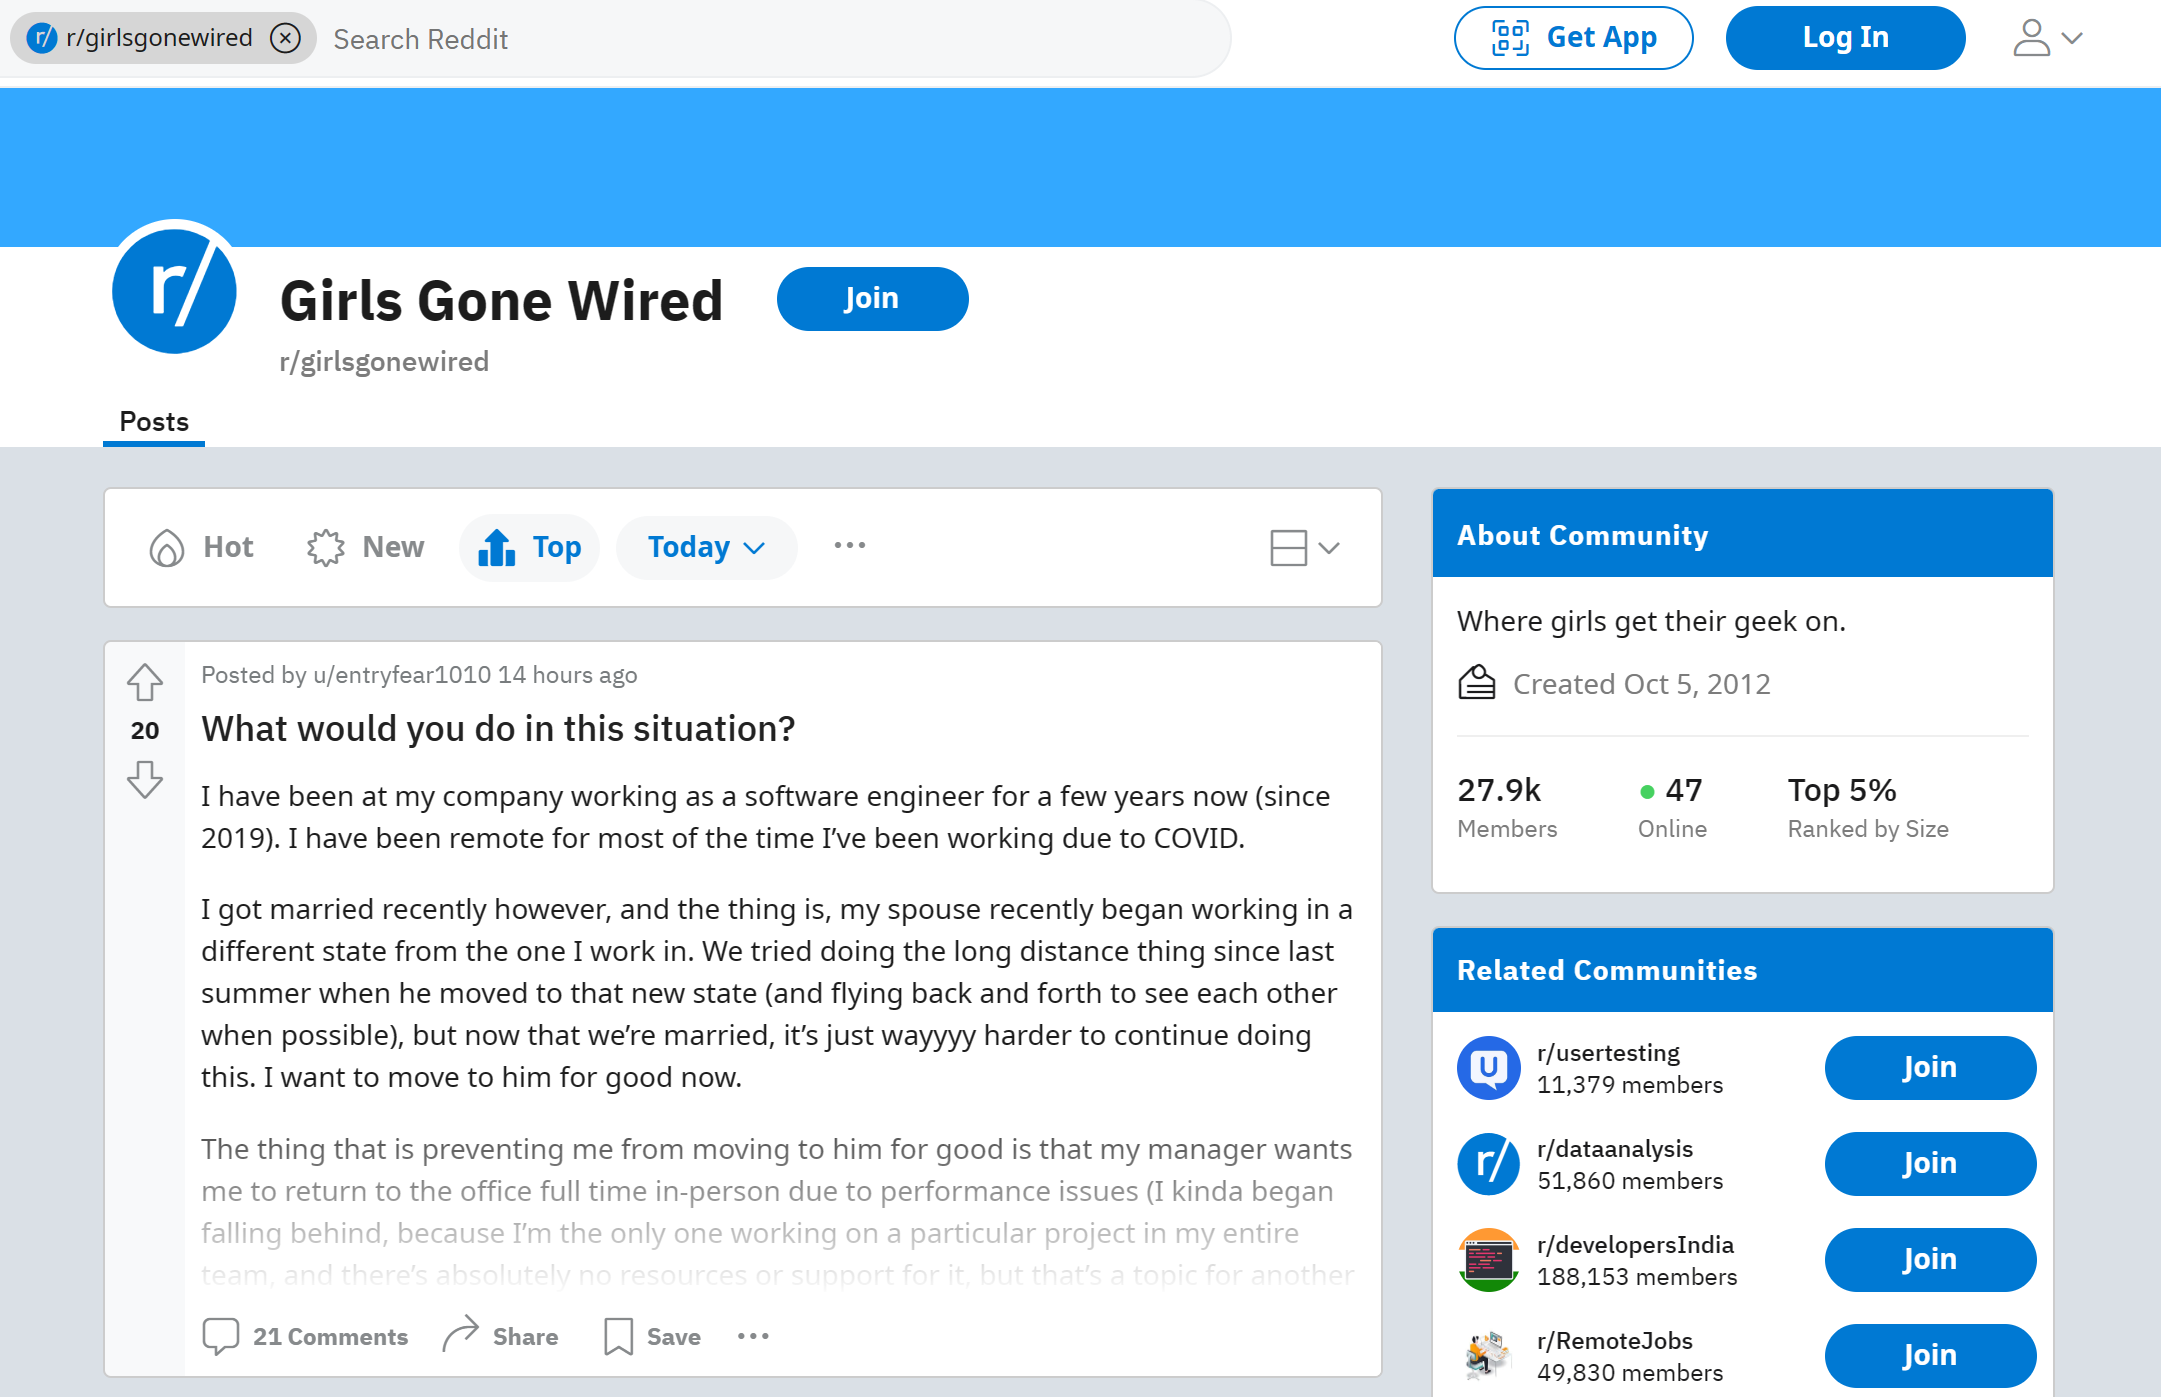 r/ r/girlsgonewired Search Reddit Get App Log In
r/ Girls Gone Wired Join
r/girlsgonewired
Posts
Hot New Top Today
Posted by u/entryfear1010 14 hours ago
20
What would you do in this situation?
I have been at my company working as a software engineer for a few years now (since
2019). I have been remote for most of the time I’ve been working due to COVID.
I got married recently however, and the thing is, my spouse recently began working in a
different state from the one I work in. We tried doing the long distance thing since last
summer when he moved to that new state (and flying back and forth to see each other
when possible), but now that we’re married, it’s just wayyyy harder to continue doing
this. I want to move to him for good now.
The thing that is preventing me from moving to him for good is that my manager wants
me to return to the office full time in-person due to performance issues (I kinda began
falling behind, because I’m the only one working on a particular project in my entire
team, and there’s absolutely no resources or support for it, but that’s a topic for another
21 Comments Share Save
About Community
Where girls get their geek on.
Created Oct 5, 2012
27.9k 47 Top 5%
Members Online Ranked by Size
Related Communities
U r/usertesting Join
11,379 members
r/ r/dataanalysis Join
51,860 members
r/developersIndia Join
188,153 members
r/RemoteJobs Join
49,830 members